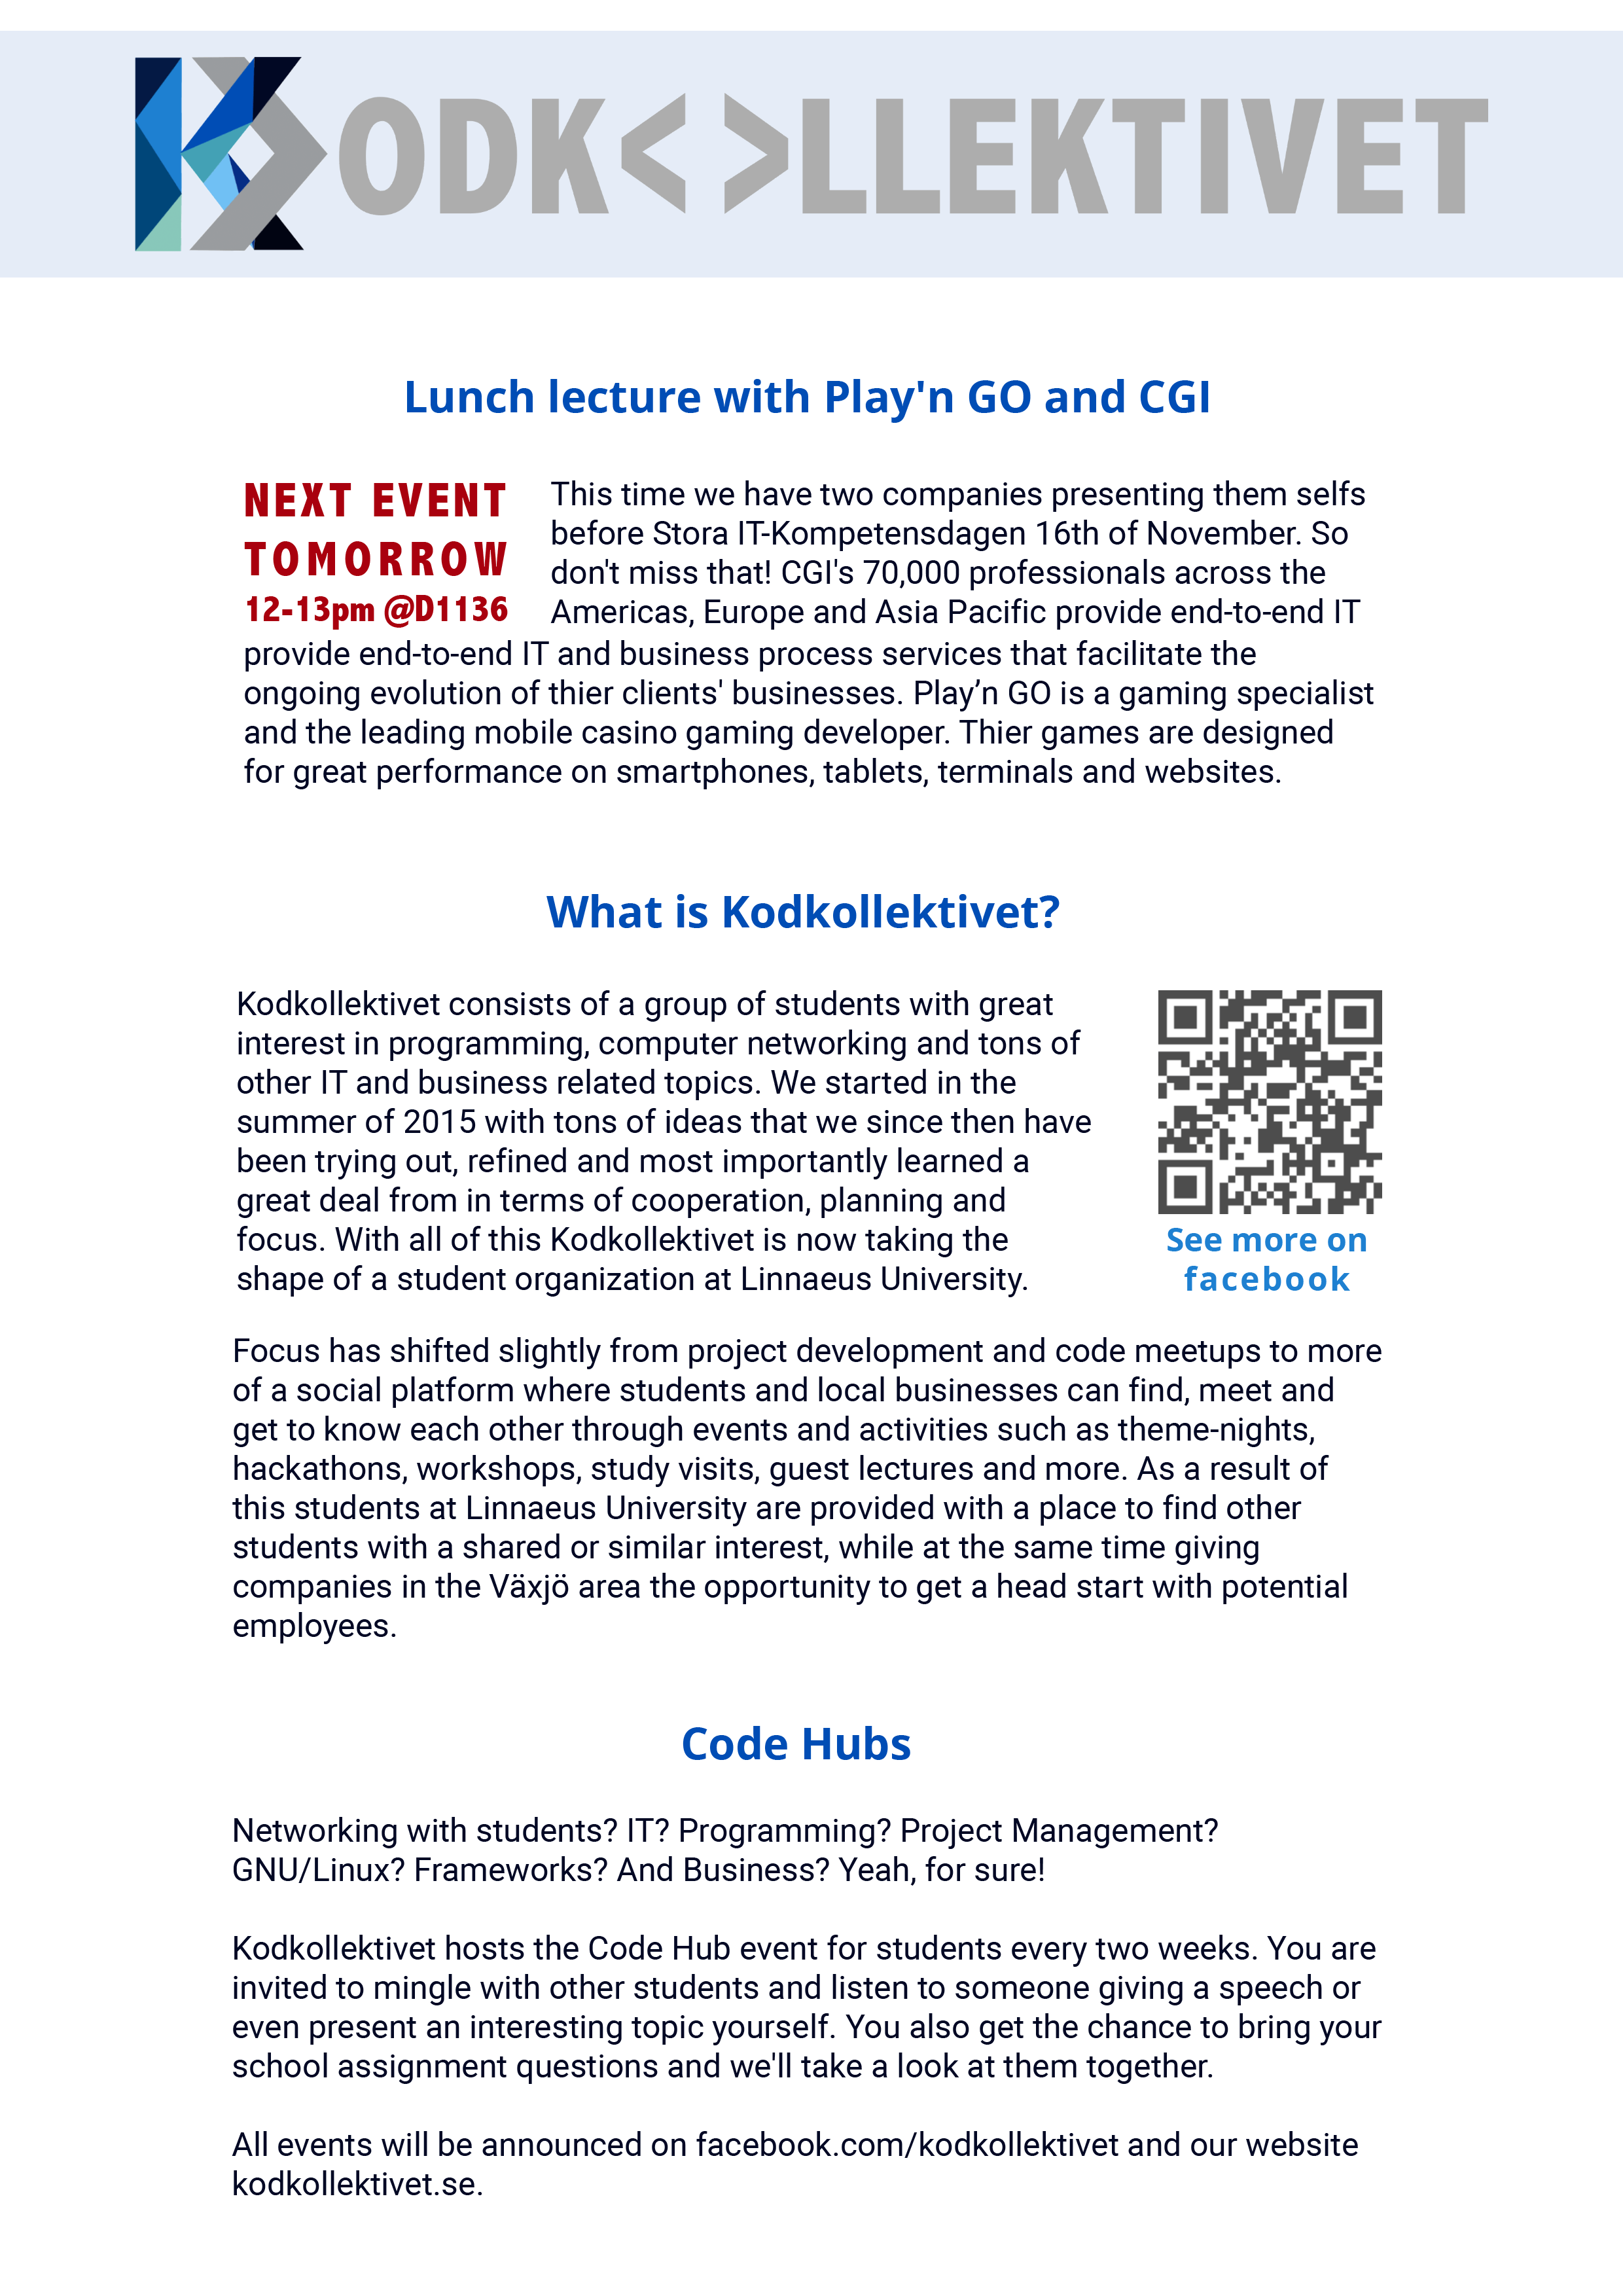 KODK<>LLEKTIVET
Lunch lecture with Play'n GO and CGI
NEXT EVENT
TOMORROW
12-13pm @D1136
This time we have two companies presenting them selfs
before Stora IT-Kompetensdagen 16th of November. So
don't miss that! CGI's 70,000 professionals across the
Americas, Europe and Asia Pacific provide end-to-end IT
provide end-to-end IT and business process services that facilitate the
ongoing evolution of thier clients' businesses. Play’n GO is a gaming specialist
and the leading mobile casino gaming developer. Thier games are designed
for great performance on smartphones, tablets, terminals and websites.
What is Kodkollektivet?
Kodkollektivet consists of a group of students with great
interest in programming, computer networking and tons of
other IT and business related topics. We started in the
summer of 2015 with tons of ideas that we since then have
been trying out, refined and most importantly learned a
great deal from in terms of cooperation, planning and
focus. With all of this Kodkollektivet is now taking the
shape of a student organization at Linnaeus University.
See more on
facebook
Focus has shifted slightly from project development and code meetups to more
of a social platform where students and local businesses can find, meet and
get to know each other through events and activities such as theme-nights,
hackathons, workshops, study visits, guest lectures and more. As a result of
this students at Linnaeus University are provided with a place to find other
students with a shared or similar interest, while at the same time giving
companies in the Växjö area the opportunity to get a head start with potential
employees.
Code Hubs
Networking with students? IT? Programming? Project Management?
GNU/Linux? Frameworks? And Business? Yeah, for sure!
Kodkollektivet hosts the Code Hub event for students every two weeks. You are
invited to mingle with other students and listen to someone giving a speech or
even present an interesting topic yourself. You also get the chance to bring your
school assignment questions and we'll take a look at them together.
All events will be announced on facebook.com/kodkollektivet and our website
kodkollektivet.se.